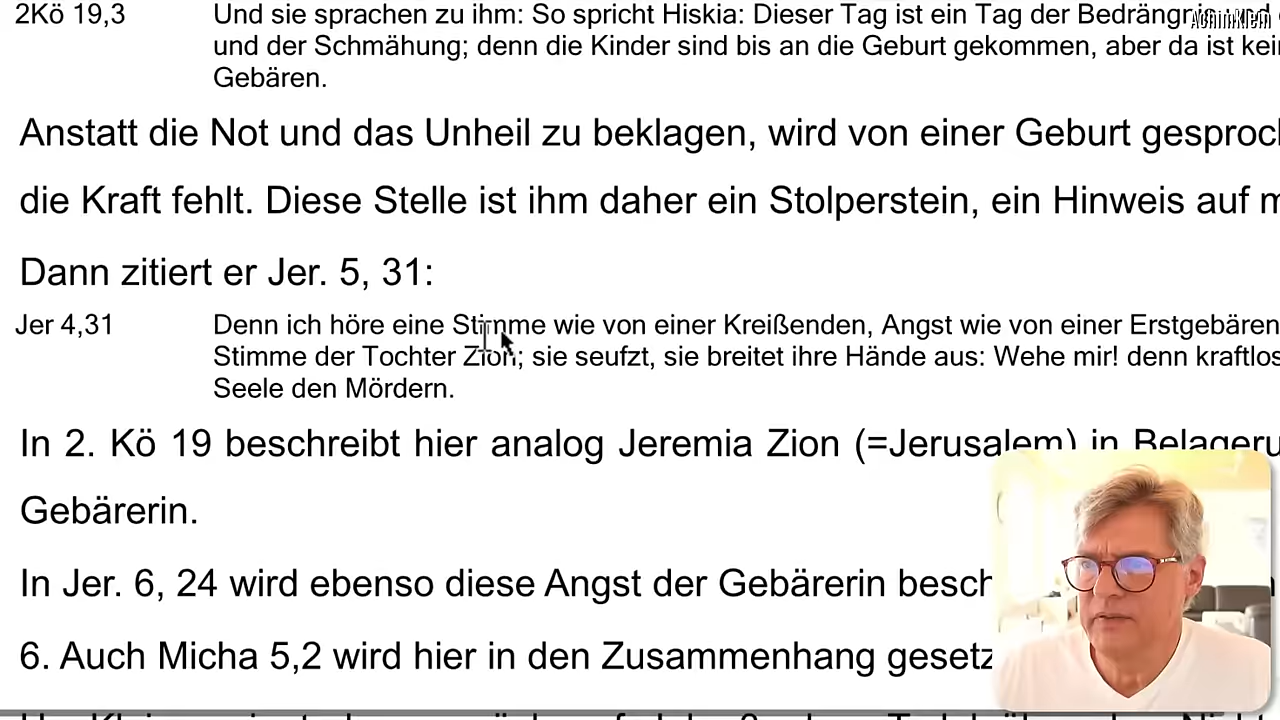 2Kö 19,3 Und sie sprachen zu ihm: So spricht Hiskia: Dieser Tag ist ein Tag der
AchimKlein
und der Schmähung; denn die Kinder sind bis an die Geburt gekommen, aber da ist
Gebären.
Anstatt die Not und das Unheil zu beklagen, wird von einer Geburt
die Kraft fehlt. Diese Stelle ist ihm daher ein Stolperstein, ein Hinweis auf
Dann zitiert er Jer. 5, 31:
Jer 4,31 Denn ich höre eine Stimme wie von einer Kreißenden, Angst wie von einer
Stimme der Tochter Zion; sie seufzt, sie breitet ihre Hände aus: Wehe mir! denn
Seele den Mördern.
In 2. Kö 19 beschreibt hier analog Jeremia Zion (=Jerusalem) in
Gebärerin.
In Jer. 6, 24 wird ebenso diese Angst der Gebärerin
6. Auch Micha 5,2 wird hier in den Zusammenhang